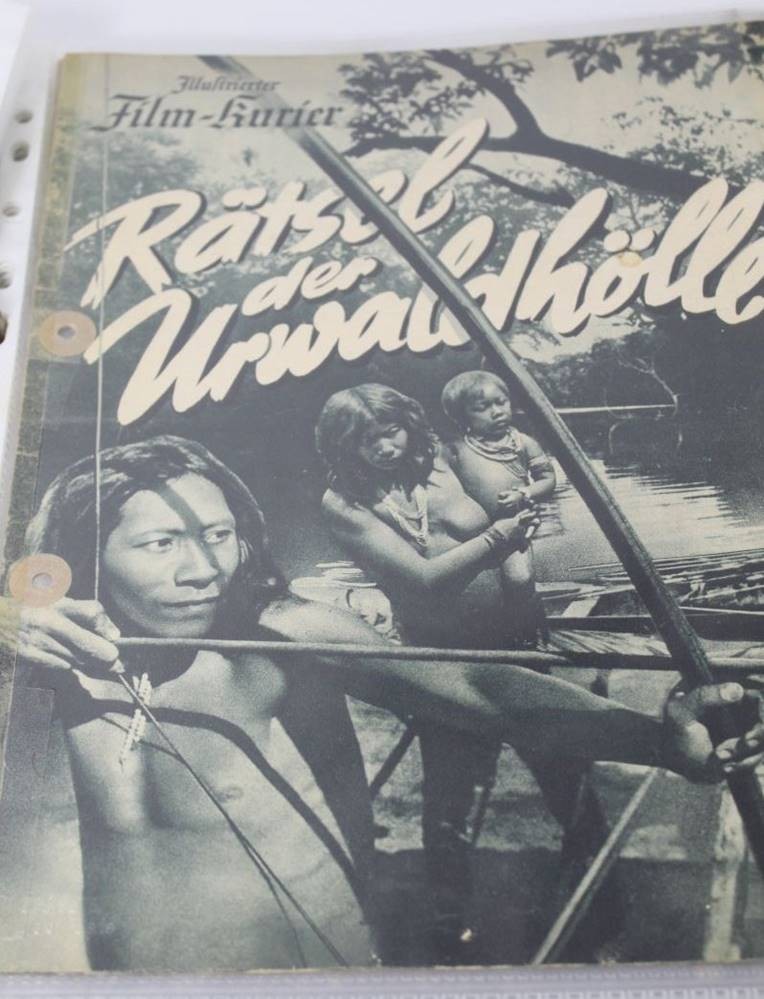 Illustrierter
Film-Kurier
Rätsel
der
Urwaldhölle